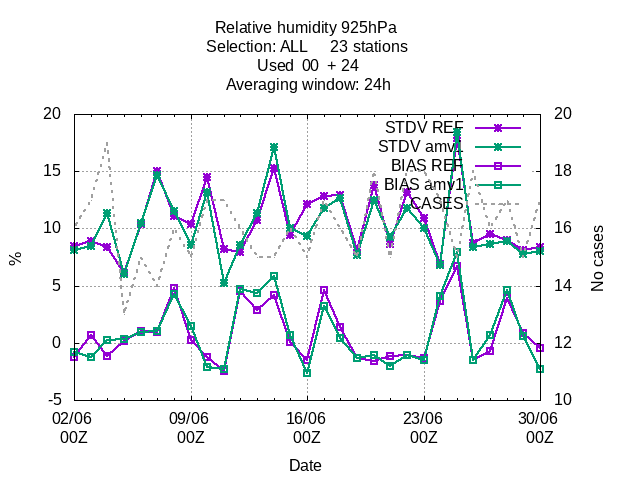 Relative humidity 925hPa
Selection: ALL     23 stations
Used  00  + 24
Averaging window: 24h
20
15
10
5
0
-5
%
20
18
16
14
12
10
No cases
STDV REF
STDV amv1
BIAS REF
BIAS amv1
CASES
02/06 09/06 16/06 23/06 30/06
00Z 00Z 00Z 00Z 00Z
Date